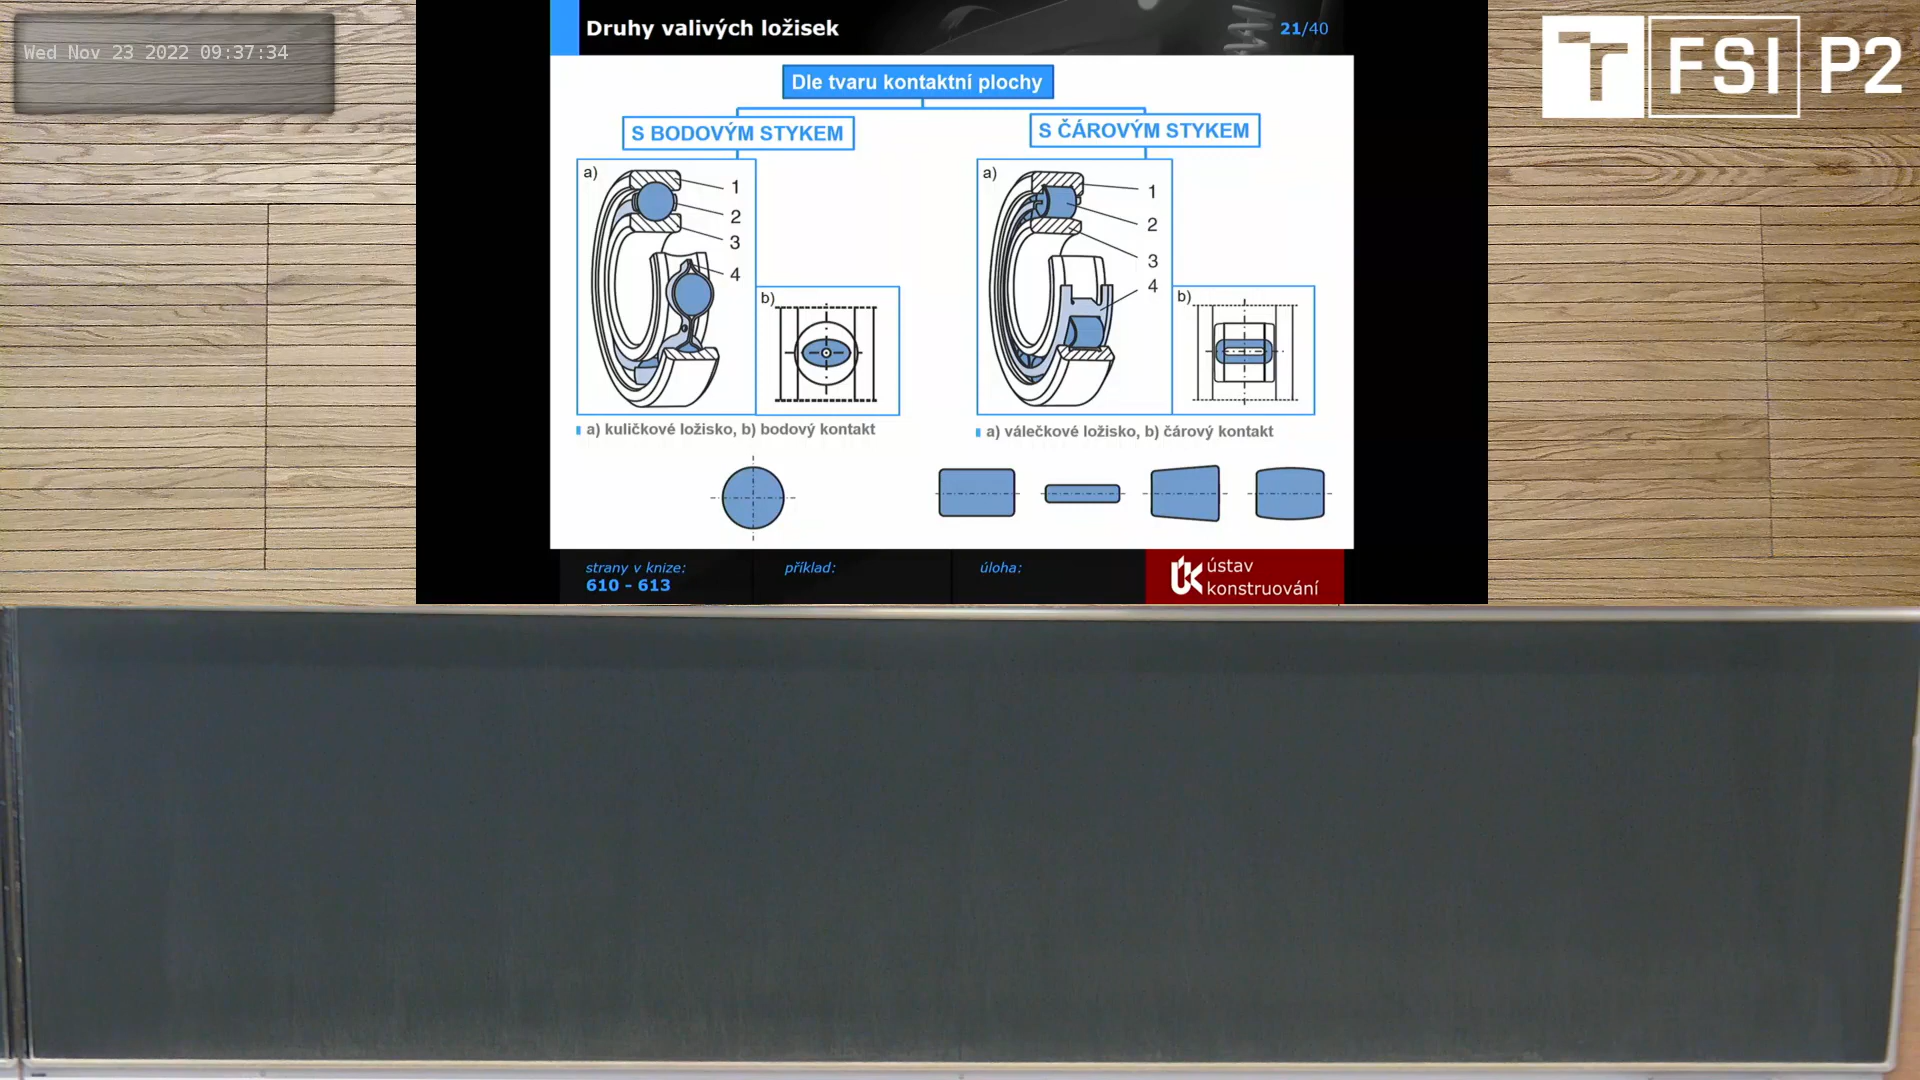 Wed Nov 23 2022 09:37:34
Druhy valivých ložisek
21/40
FSI P2
Dle tvaru kontaktní plochy
S BODOVÝM STYKEM
S ČÁROVÝM STYKEM
a)
1
2
3
4
b)
a)
1
2
3
4
b)
a) kuličkové ložisko, b) bodový kontakt
a) válečkové ložisko, b) čárový kontakt
strany v knize:
610 - 613
příklad:
úloha:
ústav
konstruování